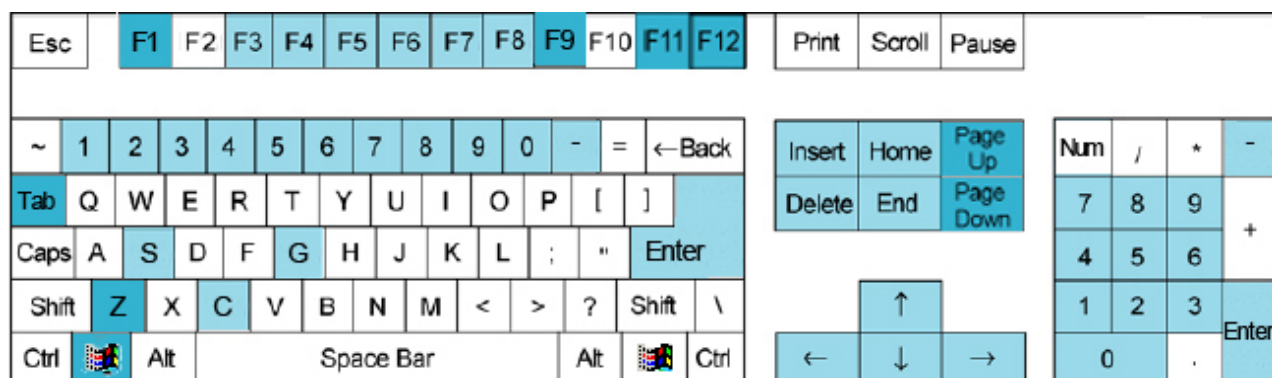 Esc F1 F2 F3 F4 F5 F6 F7 F8 F9 F10 F11 F12 Print Scroll Pause
~ 1 2 3 4 5 6 7 8 9 0 - = ←Back Insert Home Page Up Num / * -
Tab Q W E R T Y U I O P [ ] Delete End Page Down 7 8 9 +
Caps A S D F G H J K L ; " Enter 4 5 6
Shift Z X C V B N M < > ? Shift \ ↑ 1 2 3 Enter
Ctrl Alt Space Bar Alt Ctrl ← ↓ → 0 .